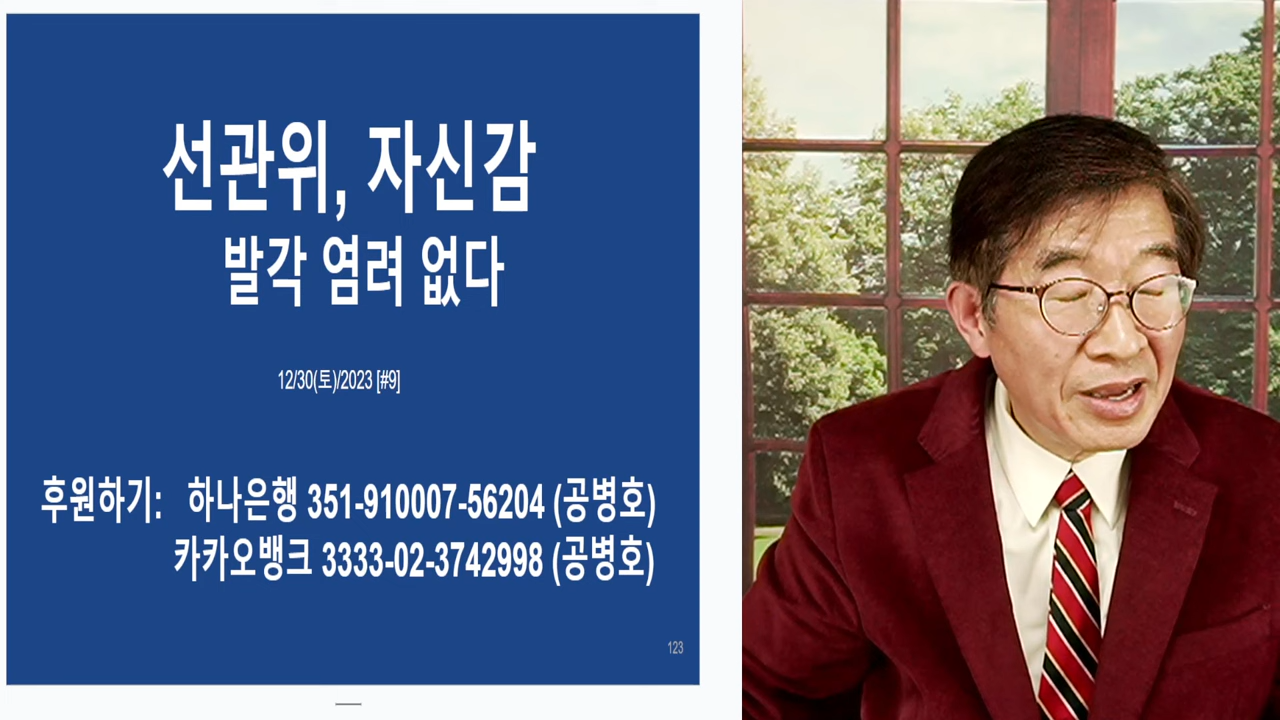 선관위, 자신감
발각 염려 없다
12/30(토)/2023 [#9]
후원하기: 하나은행 351-910007-56204 (공병호)
카카오뱅크 3333-02-3742998 (공병호)
123